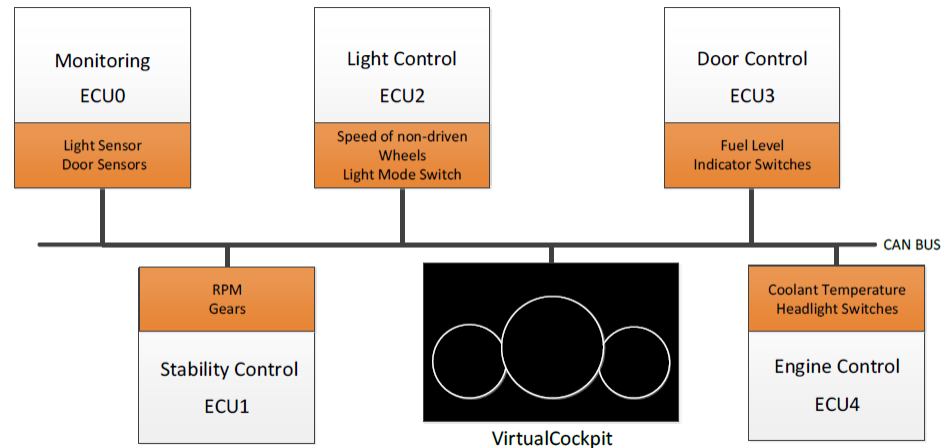 Monitoring
ECU0
Light Sensor
Door Sensors
Light Control
ECU2
Speed of non-driven
Wheels
Light Mode Switch
Door Control
ECU3
Fuel Level
Indicator Switches
CAN BUS
RPM
Gears
Stability Control
ECU1
VirtualCockpit
Coolant Temperature
Headlight Switches
Engine Control
ECU4